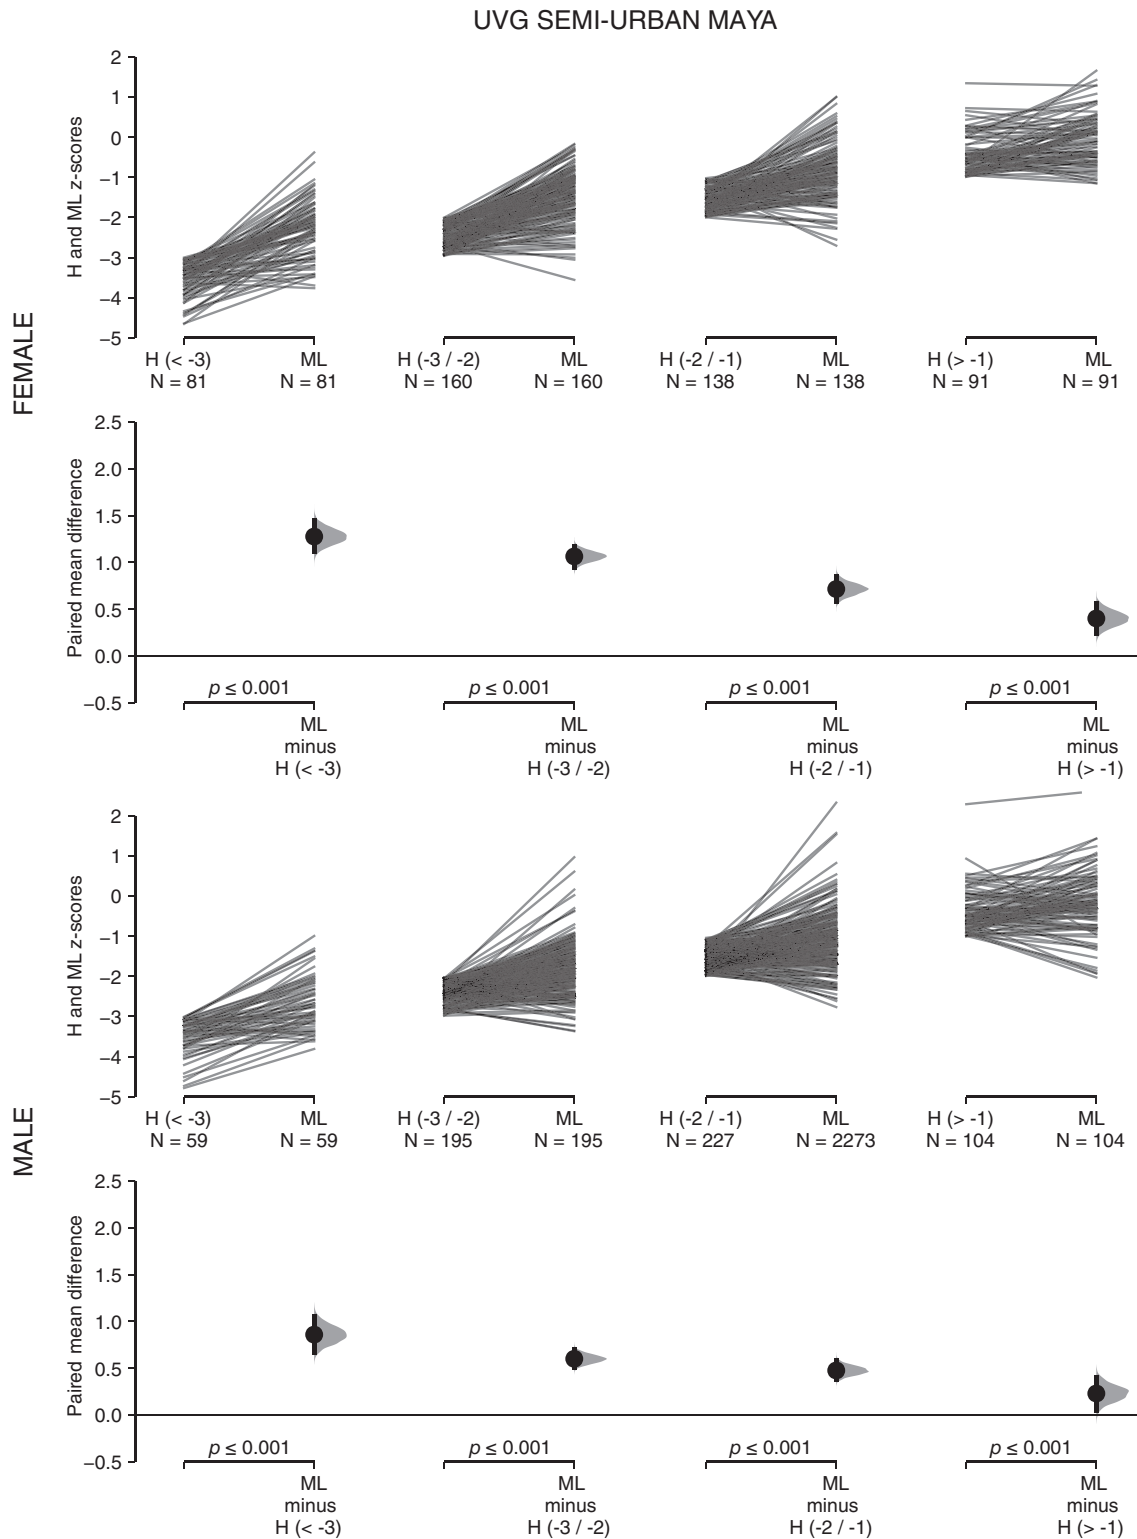 UVG SEMI-URBAN MAYA
FEMALE
H and ML z-scores
2
1
0
−1
−2
−3
−4
−5
H (< -3) ML H (-3 / -2) ML H (-2 / -1) ML H (> -1) ML
N = 81 N = 81 N = 160 N = 160 N = 138 N = 138 N = 91 N = 91
Paired mean difference
2.5
2.0
1.5
1.0
0.5
0.0
−0.5
p ≤ 0.001 p ≤ 0.001 p ≤ 0.001 p ≤ 0.001
ML ML ML ML
minus minus minus minus
H (< -3) H (-3 / -2) H (-2 / -1) H (> -1)
MALE
H and ML z-scores
2
1
0
−1
−2
−3
−4
−5
H (< -3) ML H (-3 / -2) ML H (-2 / -1) ML H (> -1) ML
N = 59 N = 59 N = 195 N = 195 N = 227 N = 2273 N = 104 N = 104
Paired mean difference
2.5
2.0
1.5
1.0
0.5
0.0
−0.5
p ≤ 0.001 p ≤ 0.001 p ≤ 0.001 p ≤ 0.001
ML ML ML ML
minus minus minus minus
H (< -3) H (-3 / -2) H (-2 / -1) H (> -1)